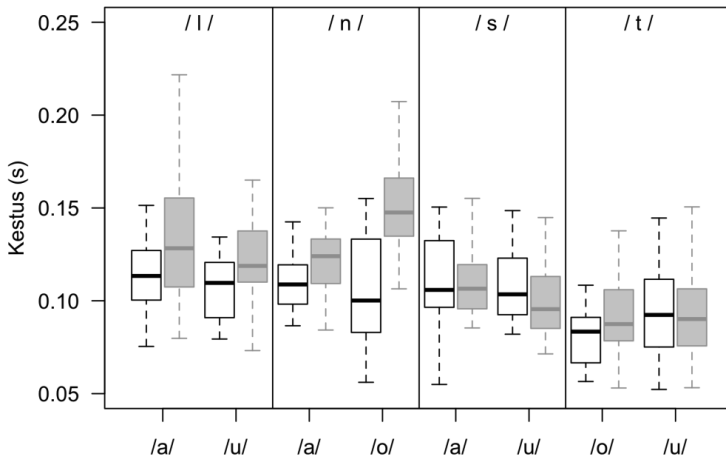 / l / / n / / s / / t /
Kestus (s)
0.25
0.20
0.15
0.10
0.05
/a/ /u/ /a/ /o/ /a/ /u/ /o/ /u/